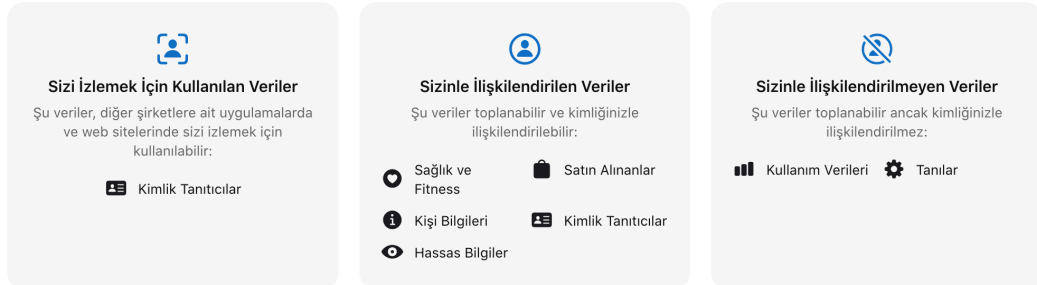 Sizi İzlemek İçin Kullanılan Veriler
Şu veriler, diğer şirketlere ait uygulamalarda
ve web sitelerinde sizi izlemek için
kullanılabilir:
Kimlik Tanıtıcılar
Sizinle İlişkilendirilen Veriler
Şu veriler toplanabilir ve kimliğinizle
ilişkilendirilebilir:
Sağlık ve
Fitness
Satın Alınanlar
Kişi Bilgileri
Kimlik Tanıtıcılar
Hassas Bilgiler
Sizinle İlişkilendirilmeyen Veriler
Şu veriler toplanabilir ancak kimliğinizle
ilişkilendirilmez:
Kullanım Verileri
Tanılar